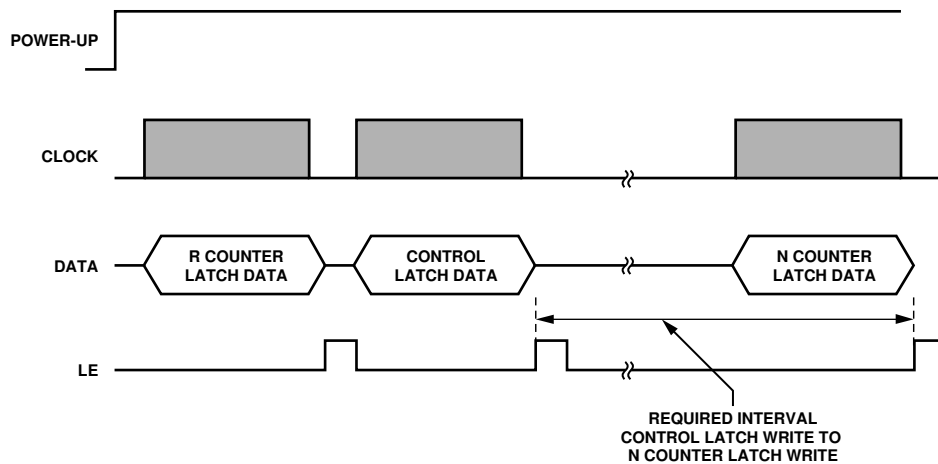 POWER-UP
CLOCK
DATA
R COUNTER
LATCH DATA
CONTROL
LATCH DATA
N COUNTER
LATCH DATA
LE
REQUIRED INTERVAL
CONTROL LATCH WRITE TO
N COUNTER LATCH WRITE